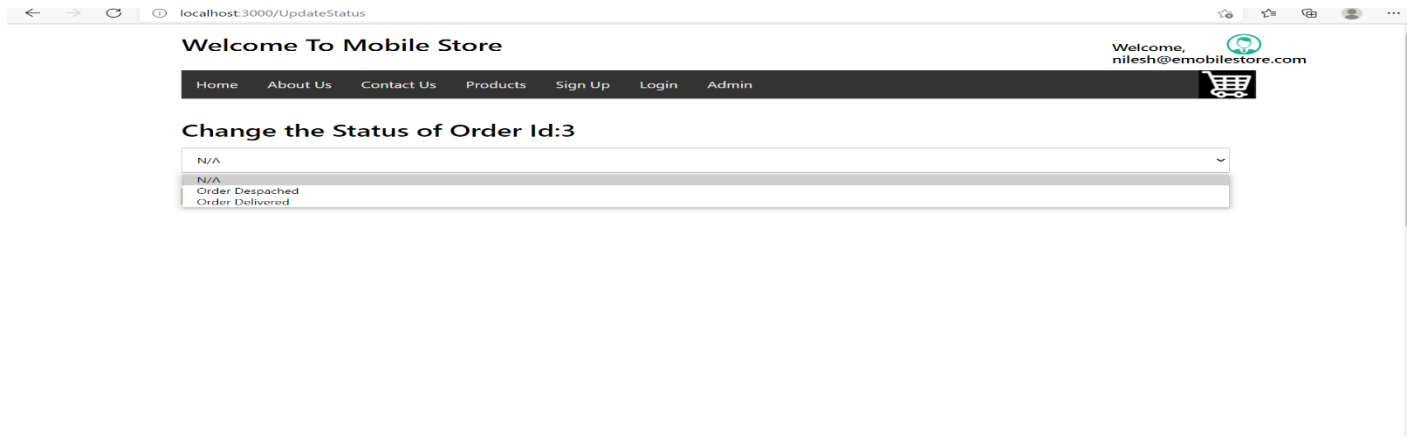 localhost:3000/UpdateStatus
Welcome To Mobile Store
Welcome,
nilesh@emobilestore.com
Home About Us Contact Us Products Sign Up Login Admin
Change the Status of Order Id:3
N/A
N/A
Order Despached
Order Delivered